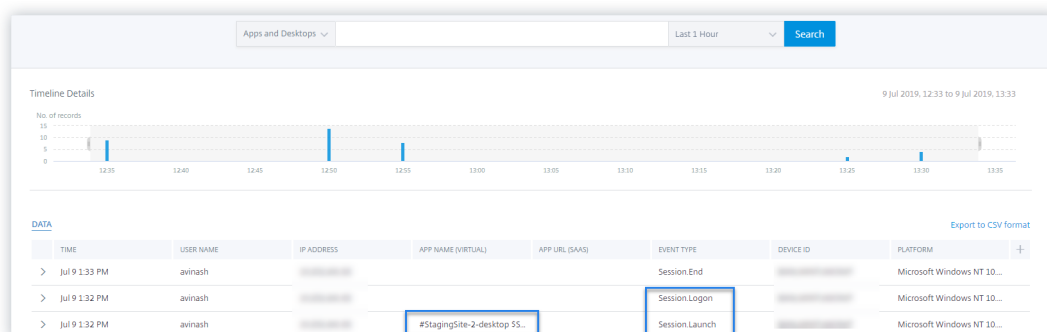 Apps and Desktops Last 1 Hour Search
Timeline Details 9 Jul 2019, 12:33 to 9 Jul 2019, 13:33
No. of records
15
10
5
0
12:35 12:40 12:45 12:50 12:55 13:00 13:05 13:10 13:15 13:20 13:25 13:30 13:35
DATA Export to CSV format
TIME USER NAME IP ADDRESS APP NAME (VIRTUAL) APP URL (SAAS) EVENT TYPE DEVICE ID PLATFORM +
Jul 9 1:33 PM avinash Session.End Microsoft Windows NT 10....
Jul 9 1:32 PM avinash Session.Logon Microsoft Windows NT 10....
Jul 9 1:32 PM avinash #StagingSite-2-desktop $S... Session.Launch Microsoft Windows NT 10....